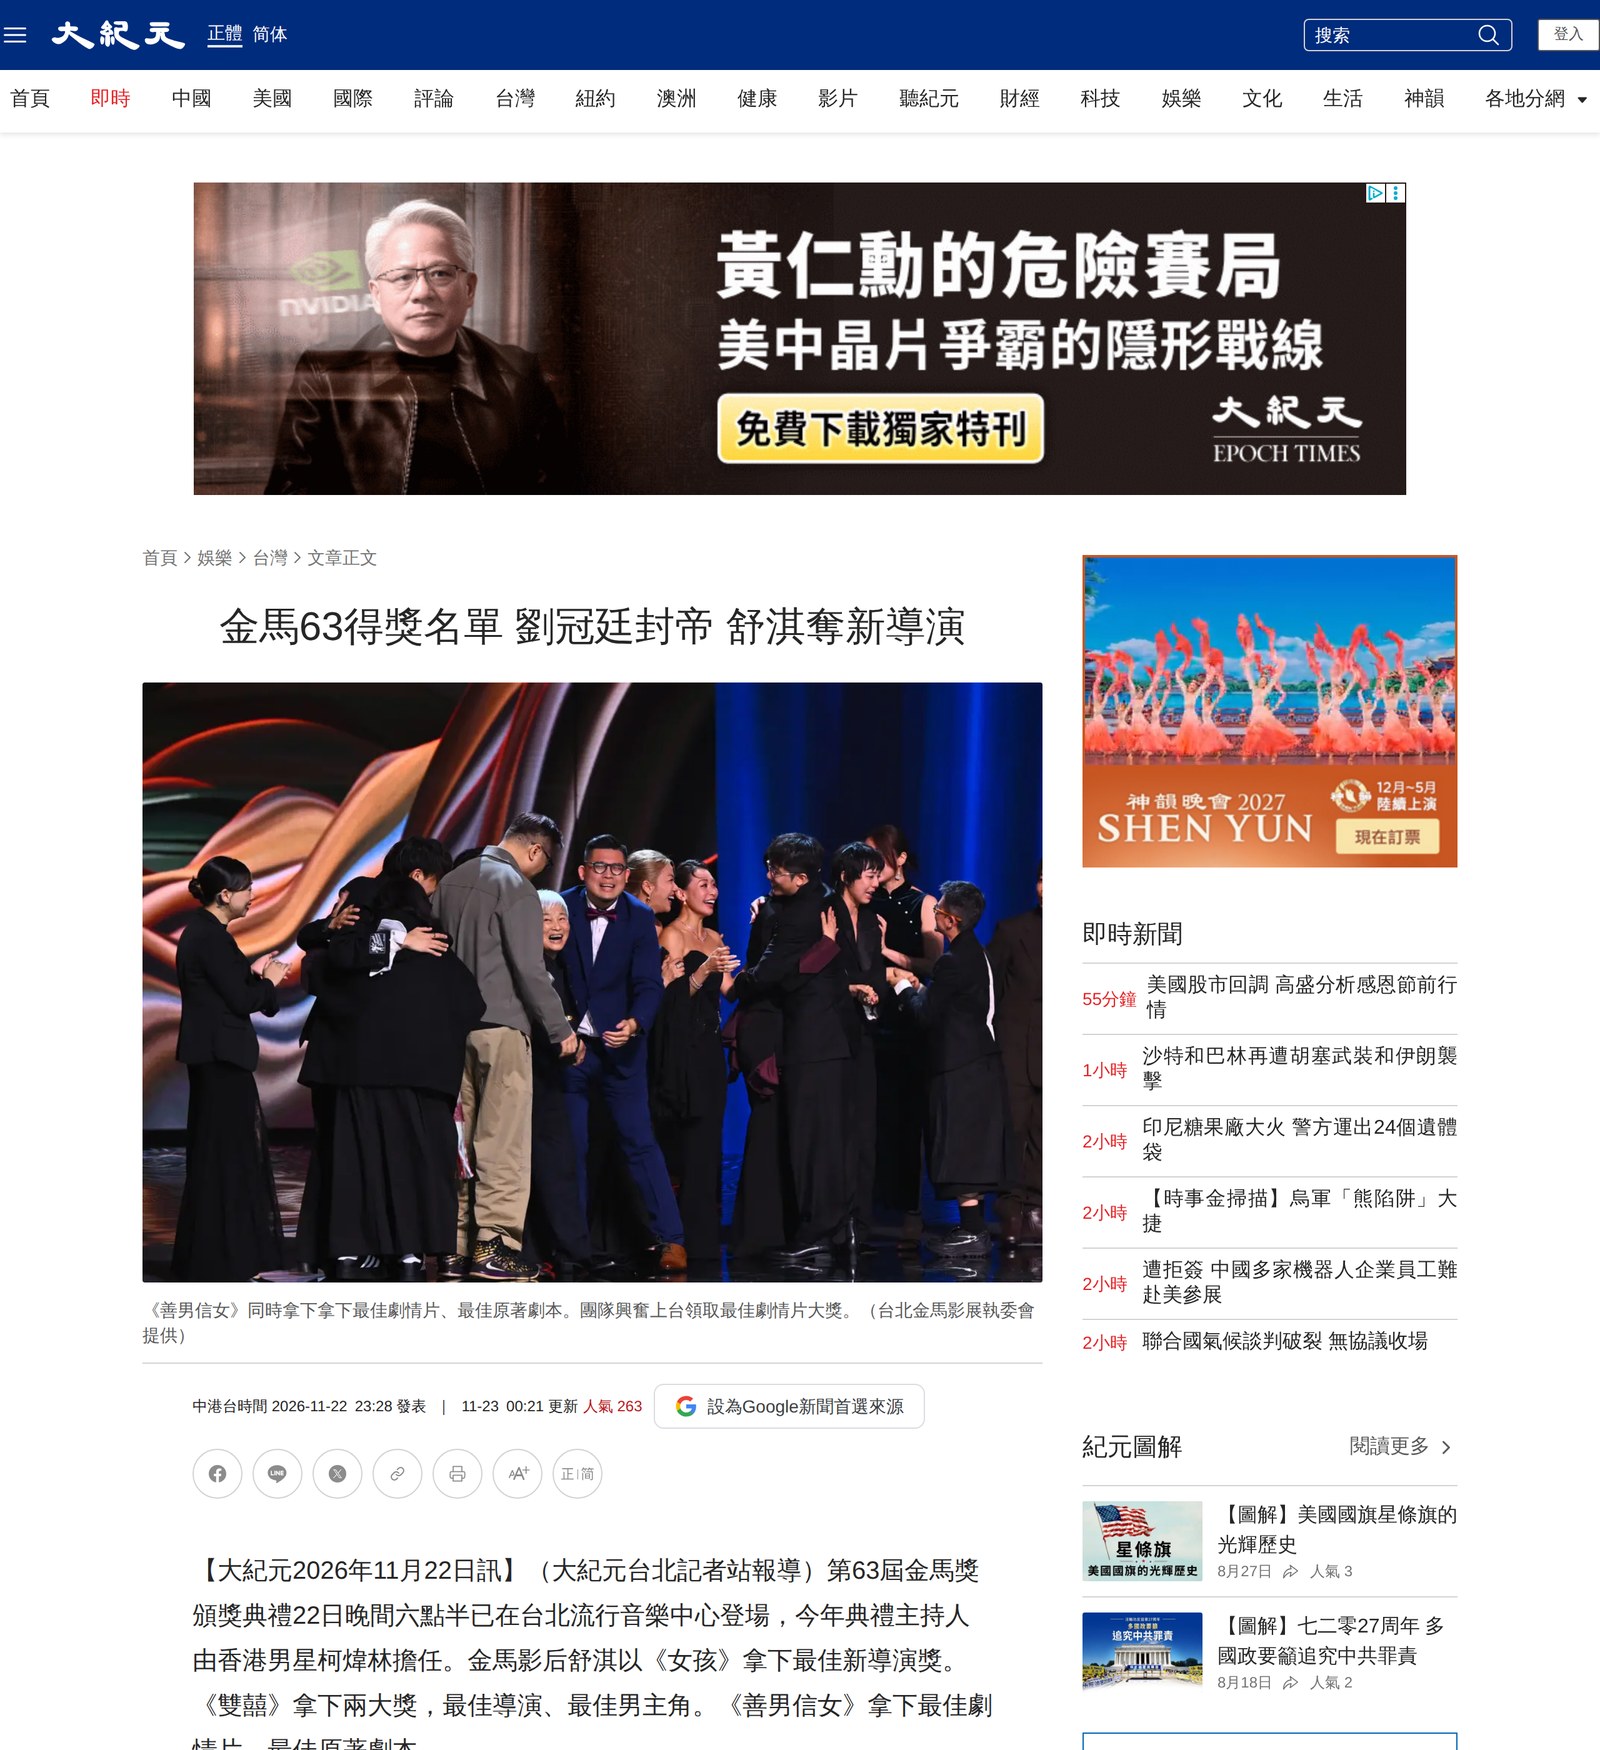 大紀元 正體 简体 搜索 登入
首頁 即時 中國 美國 國際 評論 台灣 紐約 澳洲 健康 影片 聽紀元 財經 科技 娛樂 文化 生活 神韻 各地分網
NVIDIA
黃仁勳的危險賽局
美中晶片爭霸的隱形戰線
免費下載獨家特刊
大紀元
EPOCH TIMES
首頁 > 娛樂 > 台灣 > 文章正文
金馬63得獎名單 劉冠廷封帝 舒淇奪新導演
《善男信女》同時拿下拿下最佳劇情片、最佳原著劇本。團隊興奮上台領取最佳劇情片大獎。（台北金馬影展執委會
提供）
中港台時間 2026-11-22 23:28 發表 ｜ 11-23 00:21 更新 人氣 263
設為Google新聞首選來源
LINE
AA+
正|简
【大紀元2026年11月22日訊】（大紀元台北記者站報導）第63屆金馬獎
頒獎典禮22日晚間六點半已在台北流行音樂中心登場，今年典禮主持人
由香港男星柯煒林擔任。金馬影后舒淇以《女孩》拿下最佳新導演獎。
《雙囍》拿下兩大獎，最佳導演、最佳男主角。《善男信女》拿下最佳劇
情片、最佳原著劇本。
神韻晚會 2027
SHEN YUN
12月~5月
陸續上演
現在訂票
即時新聞
55分鐘 美國股市回調 高盛分析感恩節前行
情
1小時 沙特和巴林再遭胡塞武裝和伊朗襲
擊
2小時 印尼糖果廠大火 警方運出24個遺體
袋
2小時 【時事金掃描】烏軍「熊陷阱」大
捷
2小時 遭拒簽 中國多家機器人企業員工難
赴美參展
2小時 聯合國氣候談判破裂 無協議收場
紀元圖解 閱讀更多
星條旗
美國國旗的光輝歷史
【圖解】美國國旗星條旗的
光輝歷史
8月27日 人氣 3
多國政要籲
追究中共罪責
【圖解】七二零27周年 多
國政要籲追究中共罪責
8月18日 人氣 2